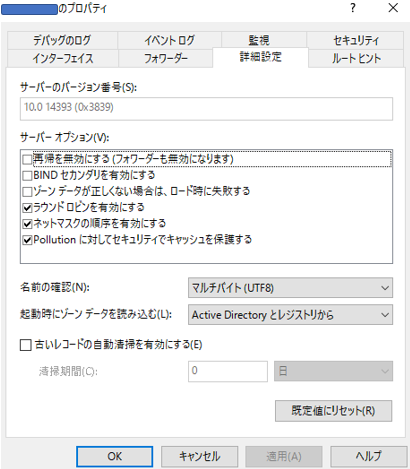 のプロパティ
?
×
デバッグのログ
イベント ログ
監視
セキュリティ
インターフェイス
フォワーダー
詳細設定
ルート ヒント
サーバーのバージョン番号(S):
10.0 14393 (0x3839)
サーバー オプション(V):
再帰を無効にする (フォワーダーも無効になります)
BIND セカンダリを有効にする
ゾーン データが正しくない場合は、ロード時に失敗する
ラウンド ロビンを有効にする
ネットマスクの順序を有効にする
Pollution に対してセキュリティでキャッシュを保護する
名前の確認(N):
マルチバイト (UTF8)
起動時にゾーン データを読み込む(L):
Active Directory とレジストリから
古いレコードの自動清掃を有効にする(E)
清掃期間(C):
0
日
既定値にリセット(R)
OK
キャンセル
適用(A)
ヘルプ